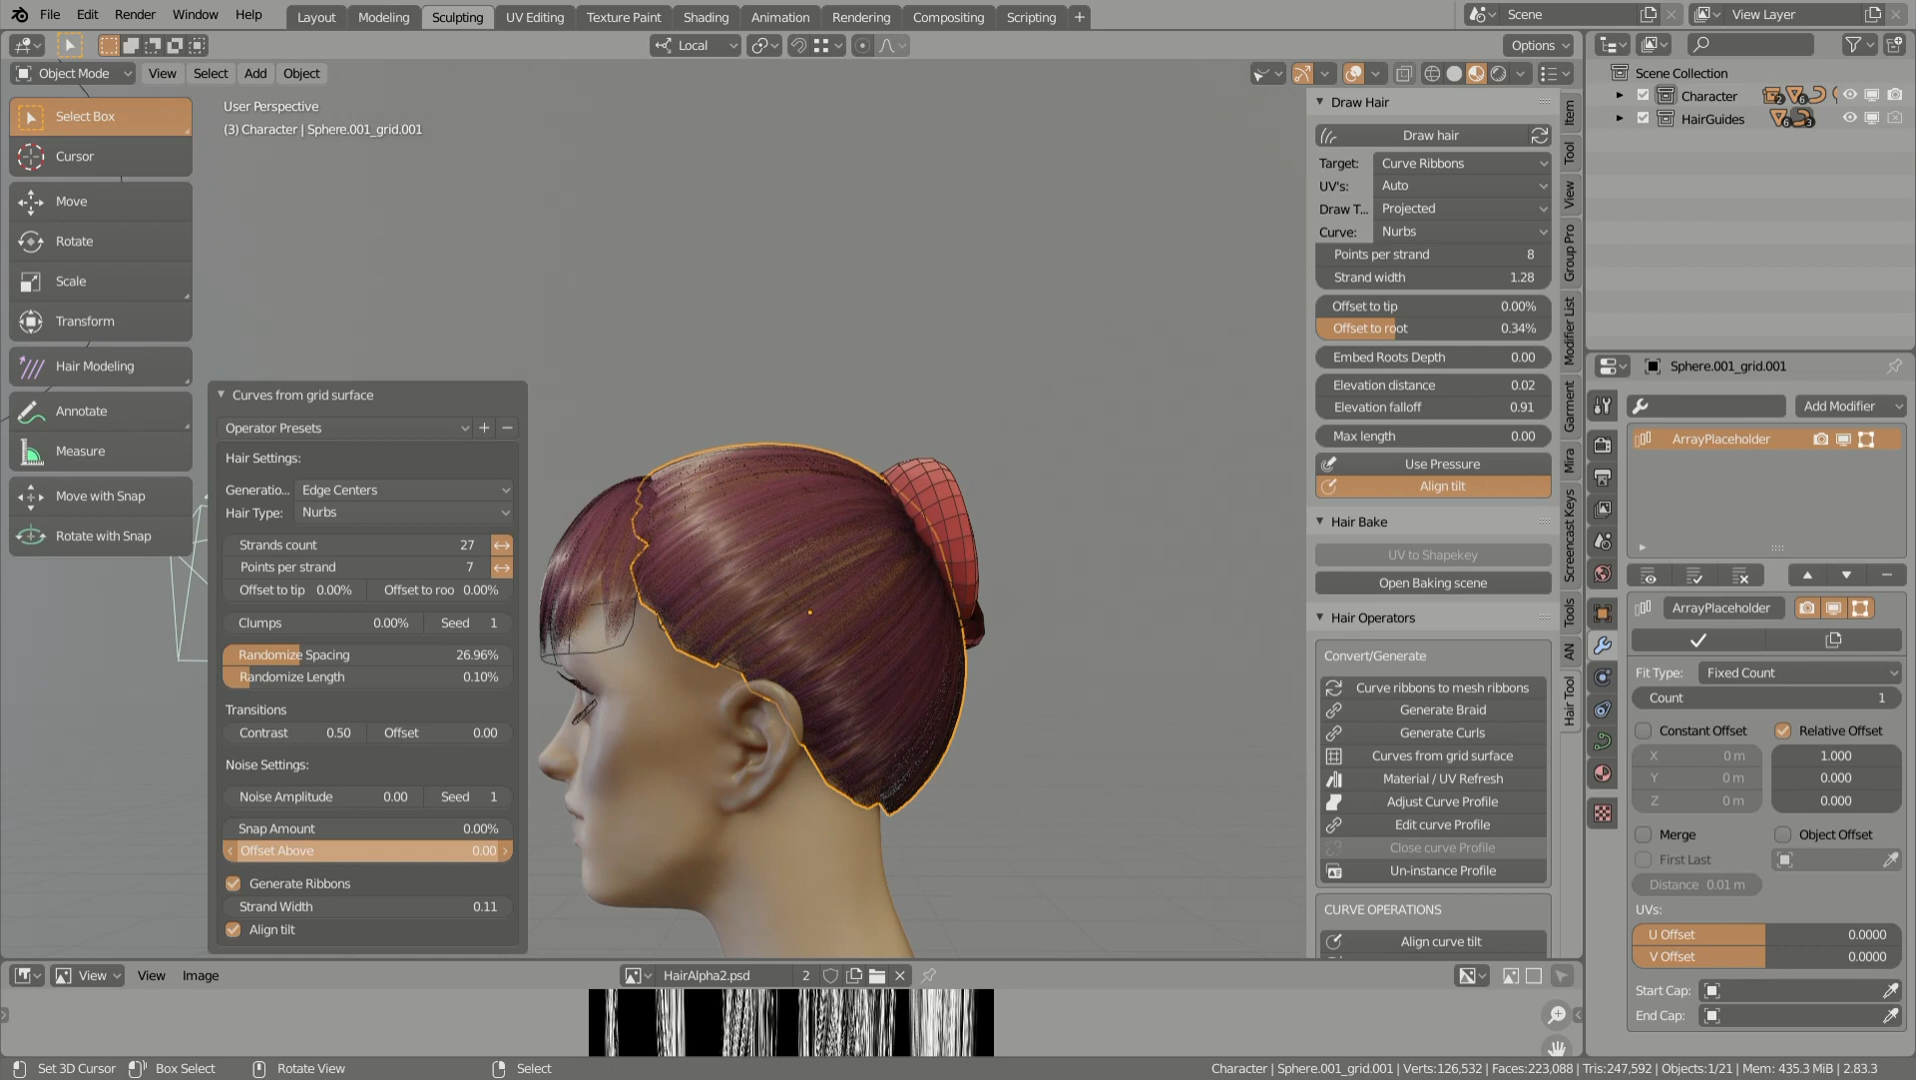 File Edit Render Window Help Layout Modeling Sculpting UV Editing Texture Paint Shading Animation Rendering Compositing Scripting + Scene View Layer
Local Options
Object Mode View Select Add Object
Select Box
Cursor
Move
Rotate
Scale
Transform
Hair Modeling
Annotate
Measure
Move with Snap
Rotate with Snap
User Perspective
(3) Character | Sphere.001_grid.001
Curves from grid surface
Operator Presets
Hair Settings:
Generatio... Edge Centers
Hair Type: Nurbs
Strands count 27
Points per strand 7
Offset to tip 0.00% Offset to roo 0.00%
Clumps 0.00% Seed 1
Randomize Spacing 26.96%
Randomize Length 0.10%
Transitions
Contrast 0.50 Offset 0.00
Noise Settings:
Noise Amplitude 0.00 Seed 1
Snap Amount 0.00%
Offset Above 0.00
Generate Ribbons
Strand Width 0.11
Align tilt
Draw Hair
Draw hair
Target: Curve Ribbons
UV's: Auto
Draw T... Projected
Curve: Nurbs
Points per strand 8
Strand width 1.28
Offset to tip 0.00%
Offset to root 0.34%
Embed Roots Depth 0.00
Elevation distance 0.02
Elevation falloff 0.91
Max length 0.00
Use Pressure
Align tilt
Hair Bake
UV to Shapekey
Open Baking scene
Hair Operators
Convert/Generate
Curve ribbons to mesh ribbons
Generate Braid
Generate Curls
Curves from grid surface
Material / UV Refresh
Adjust Curve Profile
Edit curve Profile
Close curve Profile
Un-instance Profile
CURVE OPERATIONS
Align curve tilt
Item
Tool
View
Group Pro
Modifier List
Garment
Mira
Screencast Keys
Tools
AN
Hair Tool
Scene Collection
Character 2 6
HairGuides 6 3
Sphere.001_grid.001
Add Modifier
ArrayPlaceholder
ArrayPlaceholder
Fit Type: Fixed Count
Count 1
Constant Offset Relative Offset
X 0 m 1.000
Y 0 m 0.000
Z 0 m 0.000
Merge Object Offset
First Last
Distance 0.01 m
UVs:
U Offset 0.0000
V Offset 0.0000
Start Cap:
End Cap:
View View Image HairAlpha2.psd 2
Set 3D Cursor Box Select Rotate View Select Character | Sphere.001_grid.001 | Verts:126,532 | Faces:223,088 | Tris:247,592 | Objects:1/21 | Mem: 435.3 MiB | 2.83.3